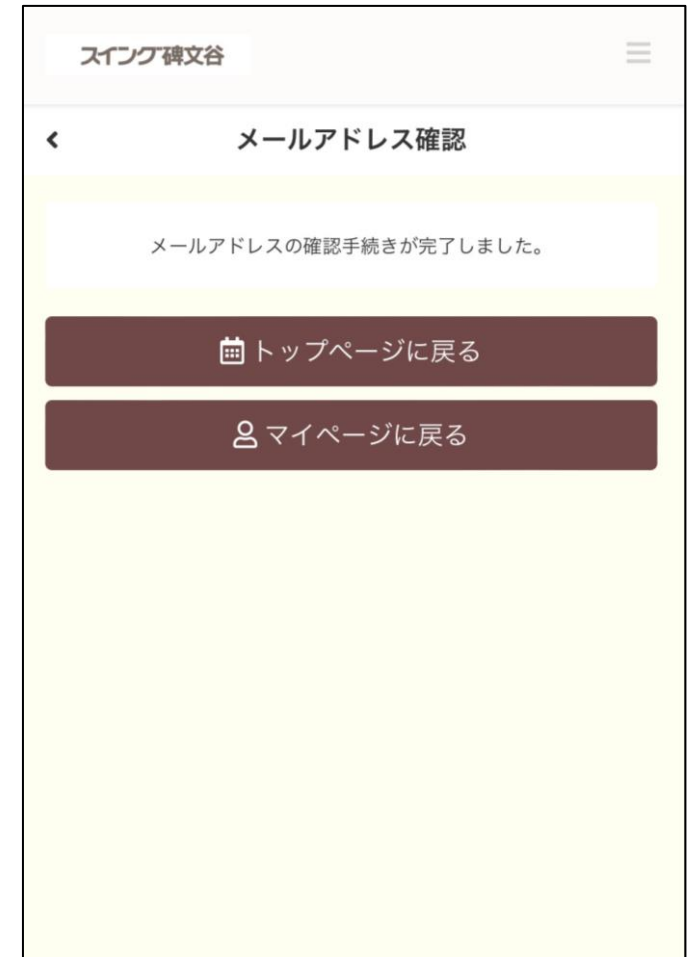 スイング碑文谷
メールアドレス確認
メールアドレスの確認手続きが完了しました。
トップページに戻る
マイページに戻る